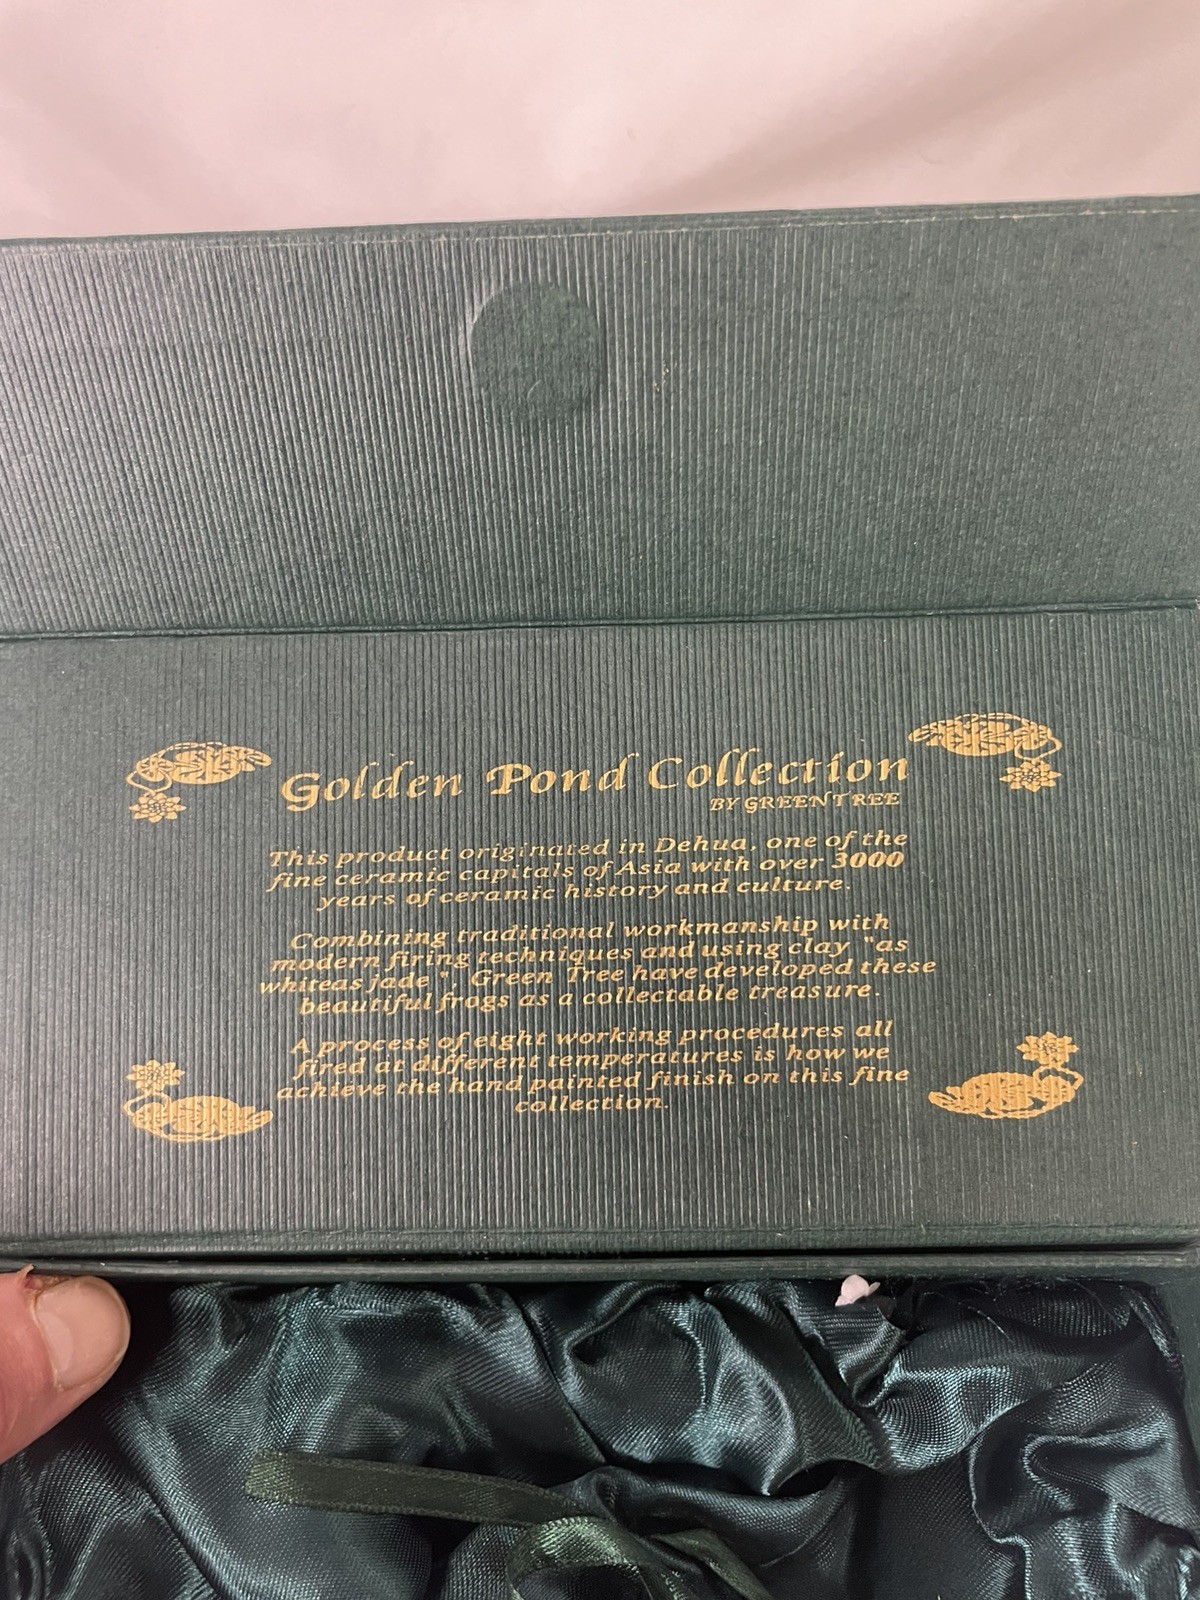 Golden Pond Collection
BY GREENTREE
This product originated in Dehua, one of the
fine ceramic capitals of Asia with over 3000
years of ceramic history and culture.
Combining traditional workmanship with
modern firing techniques and using clay "as
whiteas jade ", Green Tree have developed these
beautiful frogs as a collectable treasure.
A process of eight working procedures all
fired at different temperatures is how we
achieve the hand painted finish on this fine
collection.